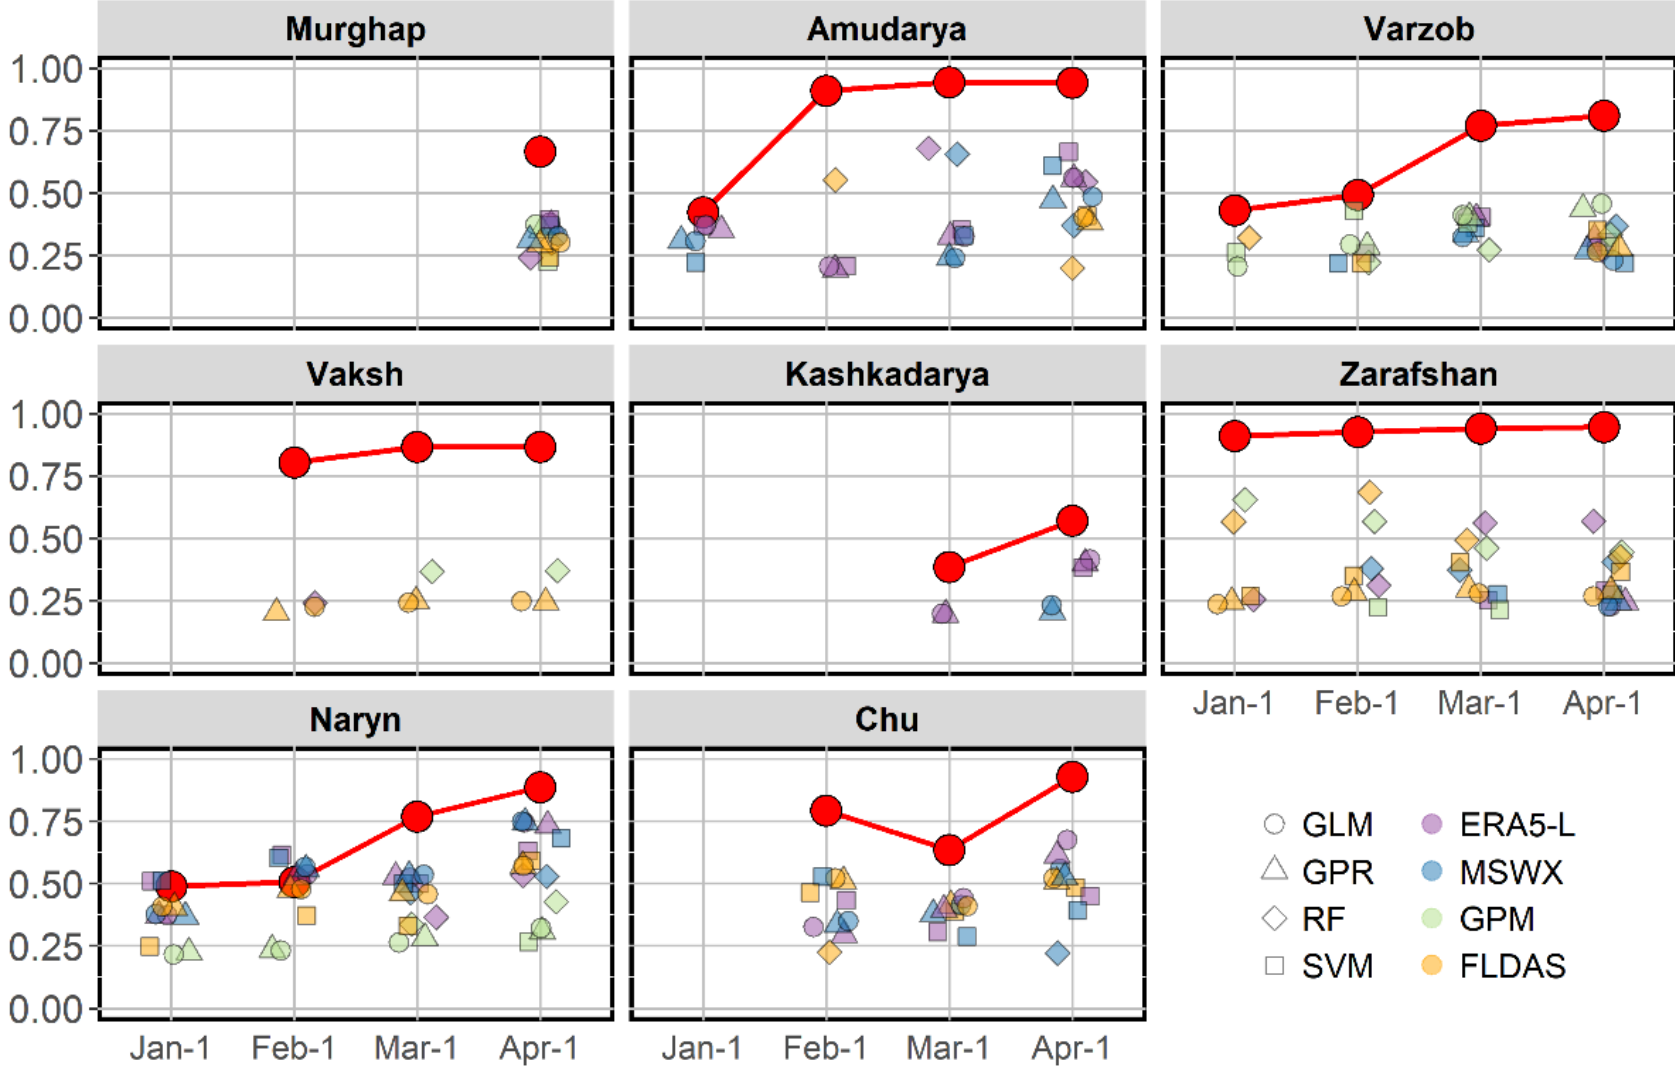 Murghap Amudarya Varzob
1.00
0.75
0.50
0.25
0.00
Vaksh Kashkadarya Zarafshan
1.00
0.75
0.50
0.25
0.00
Jan-1 Feb-1 Mar-1 Apr-1
Naryn Chu
1.00
0.75
0.50
0.25
0.00
Jan-1 Feb-1 Mar-1 Apr-1 Jan-1 Feb-1 Mar-1 Apr-1
GLM ERA5-L
GPR MSWX
RF GPM
SVM FLDAS